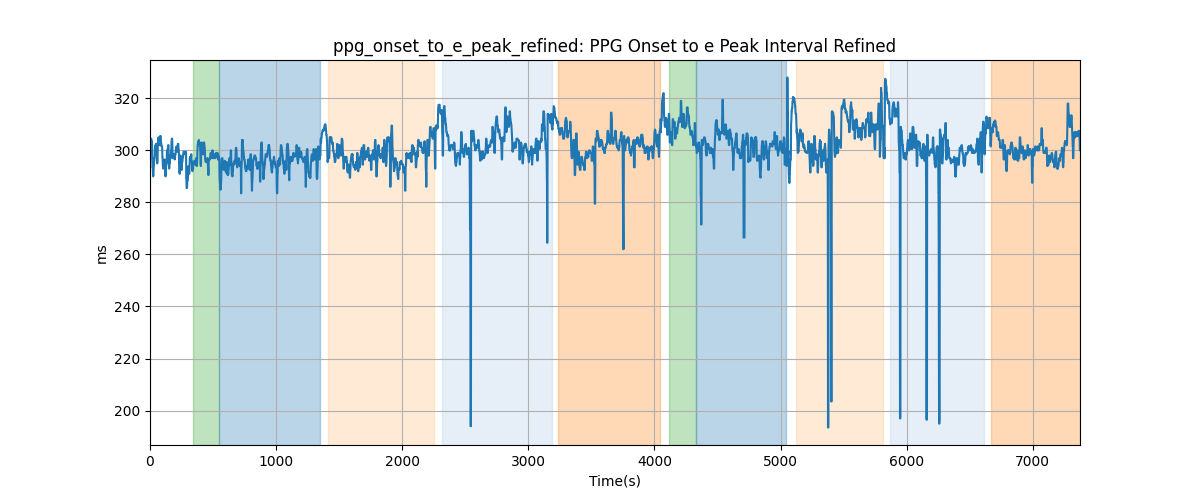 ppg_onset_to_e_peak_refined: PPG Onset to e Peak Interval Refined
320
300
280
260
240
220
200
ms
0 1000 2000 3000 4000 5000 6000 7000
Time(s)